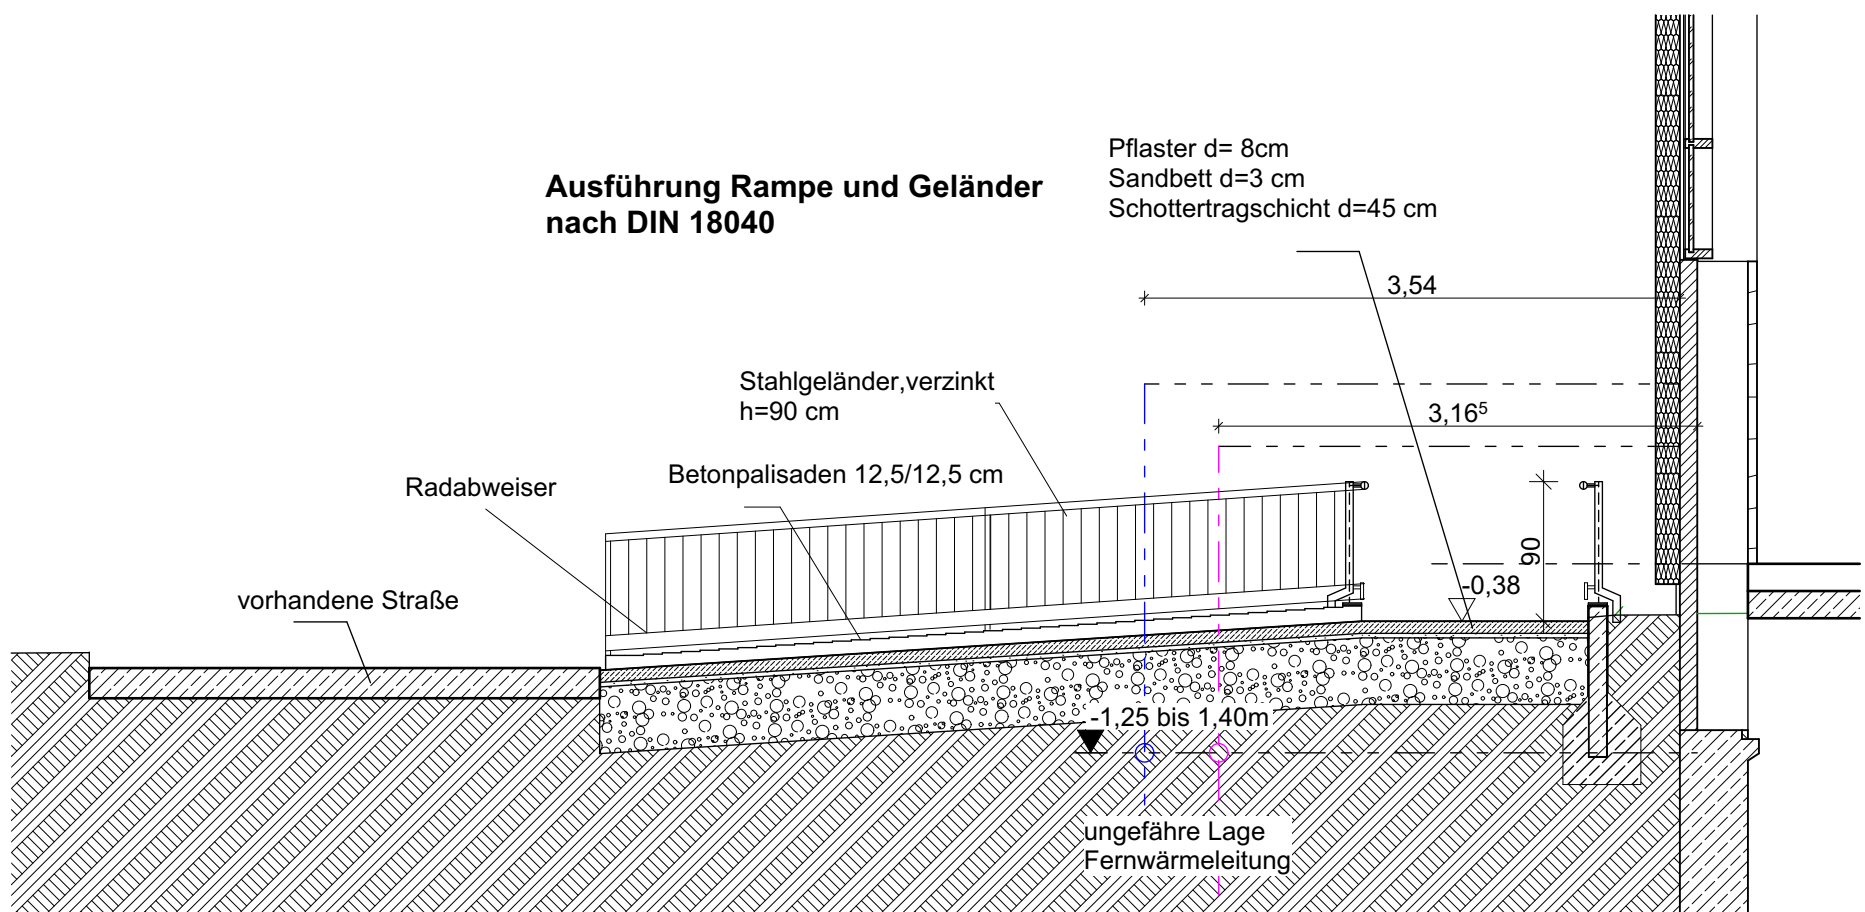 Ausführung Rampe und Geländer
nach DIN 18040
Pflaster d= 8cm
Sandbett d=3 cm
Schottertragschicht d=45 cm
3,54
Stahlgeländer,verzinkt
h=90 cm
3,16⁵
Betonpalisaden 12,5/12,5 cm
Radabweiser
90
-0,38
vorhandene Straße
-1,25 bis 1,40m
ungefähre Lage
Fernwärmeleitung